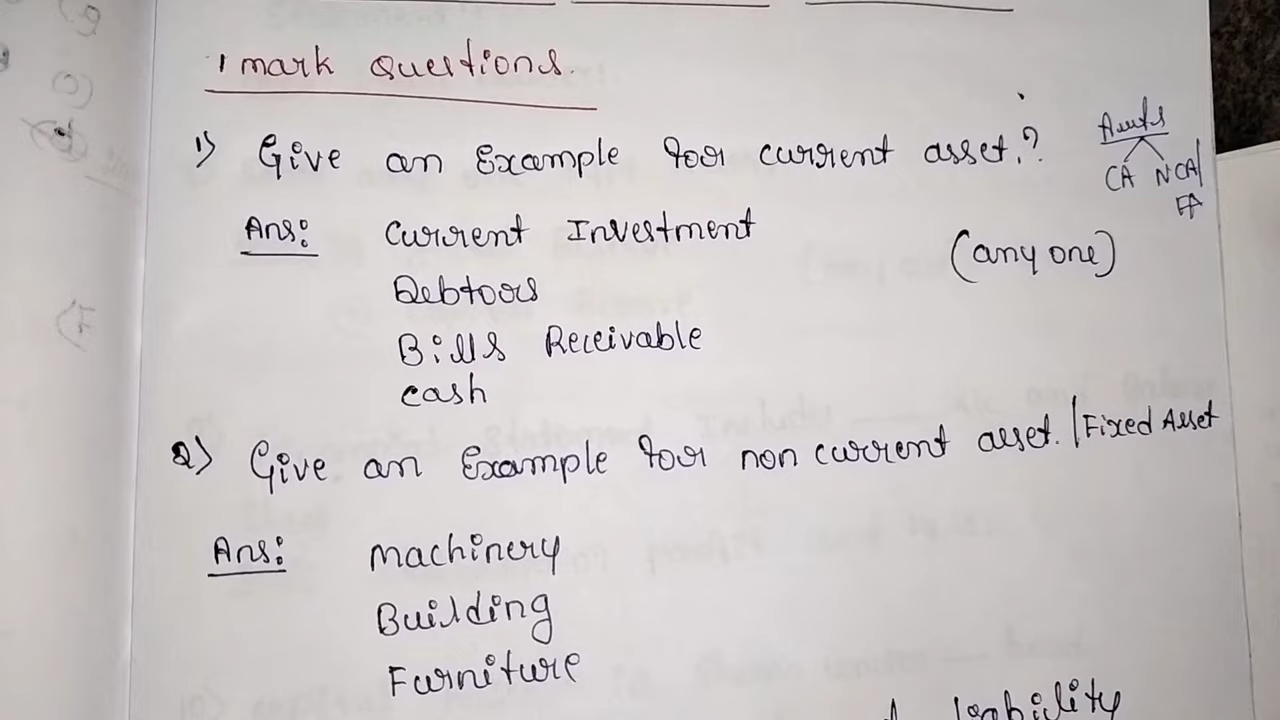 1 mark Questions.
1) Give an Example for current asset.?
Assets
CA NCA/
FA
Ans: Current Investment
(any one)
Debtors
Bills Receivable
cash
2) Give an Example for non current asset. / Fixed Asset
Ans: Machinery
Building
Furniture
liability